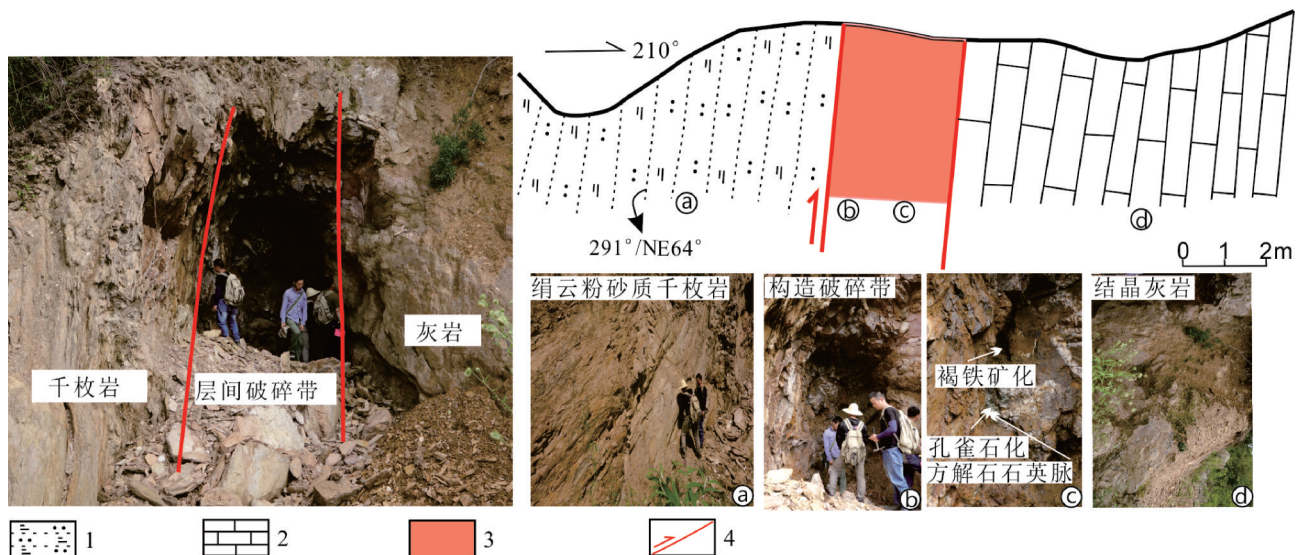 千枚岩
层间破碎带
灰岩
210°
291°/NE64°
ⓐ
ⓑ
ⓒ
ⓓ
0 1 2m
绢云粉砂质千枚岩
ⓐ
构造破碎带
ⓑ
褐铁矿化
孔雀石化
方解石石英脉
ⓒ
结晶灰岩
ⓓ
1
2
3
4